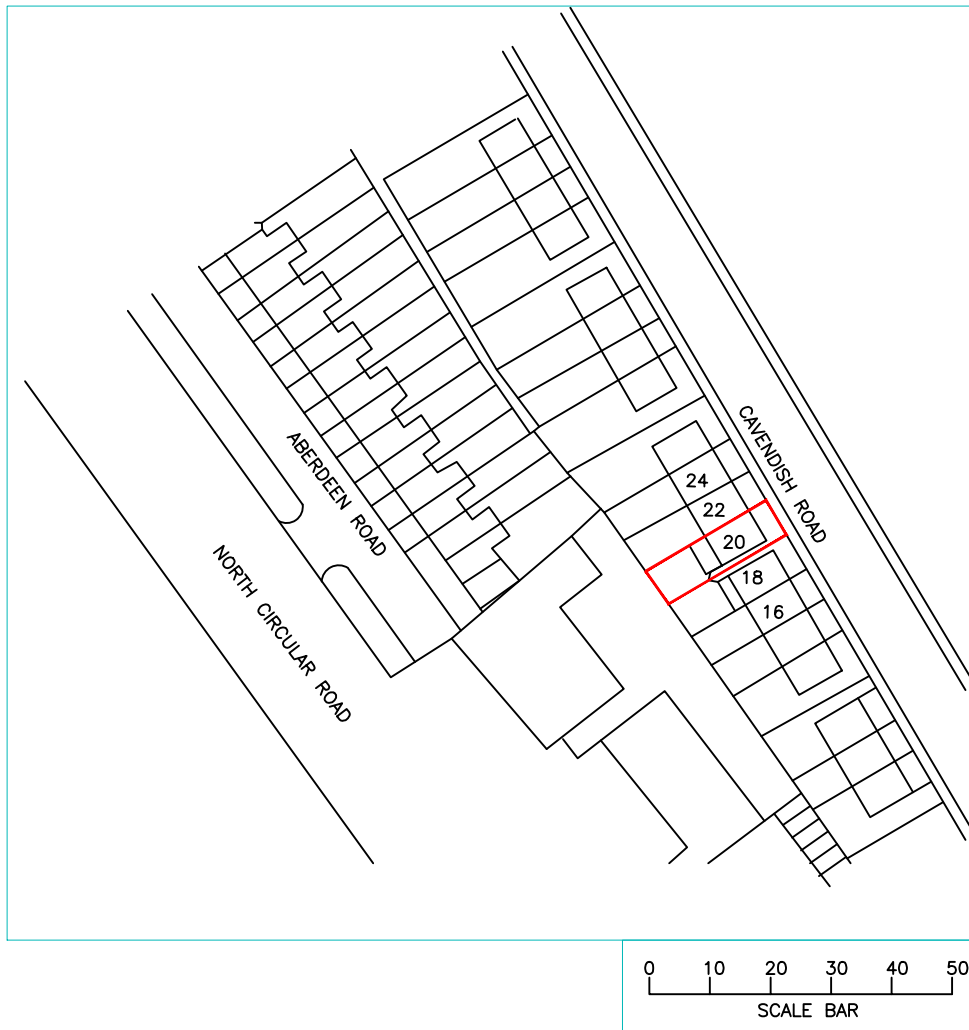 CAVENDISH ROAD
ABERDEEN ROAD
NORTH CIRCULAR ROAD
24
22
20
18
16
0 10 20 30 40 50
SCALE BAR